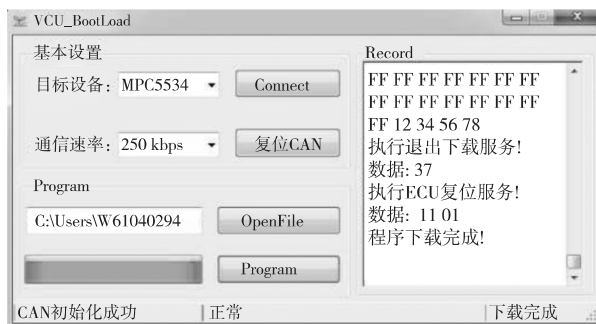 VCU_BootLoad
基本设置
目标设备: MPC5534
Connect
通信速率: 250 kbps
复位CAN
Program
C:\Users\W61040294
OpenFile
Program
Record
FF FF FF FF FF FF FF
FF FF FF FF FF FF FF
FF 12 34 56 78
执行退出下载服务!
数据: 37
执行ECU复位服务!
数据: 11 01
程序下载完成!
CAN初始化成功
正常
下载完成